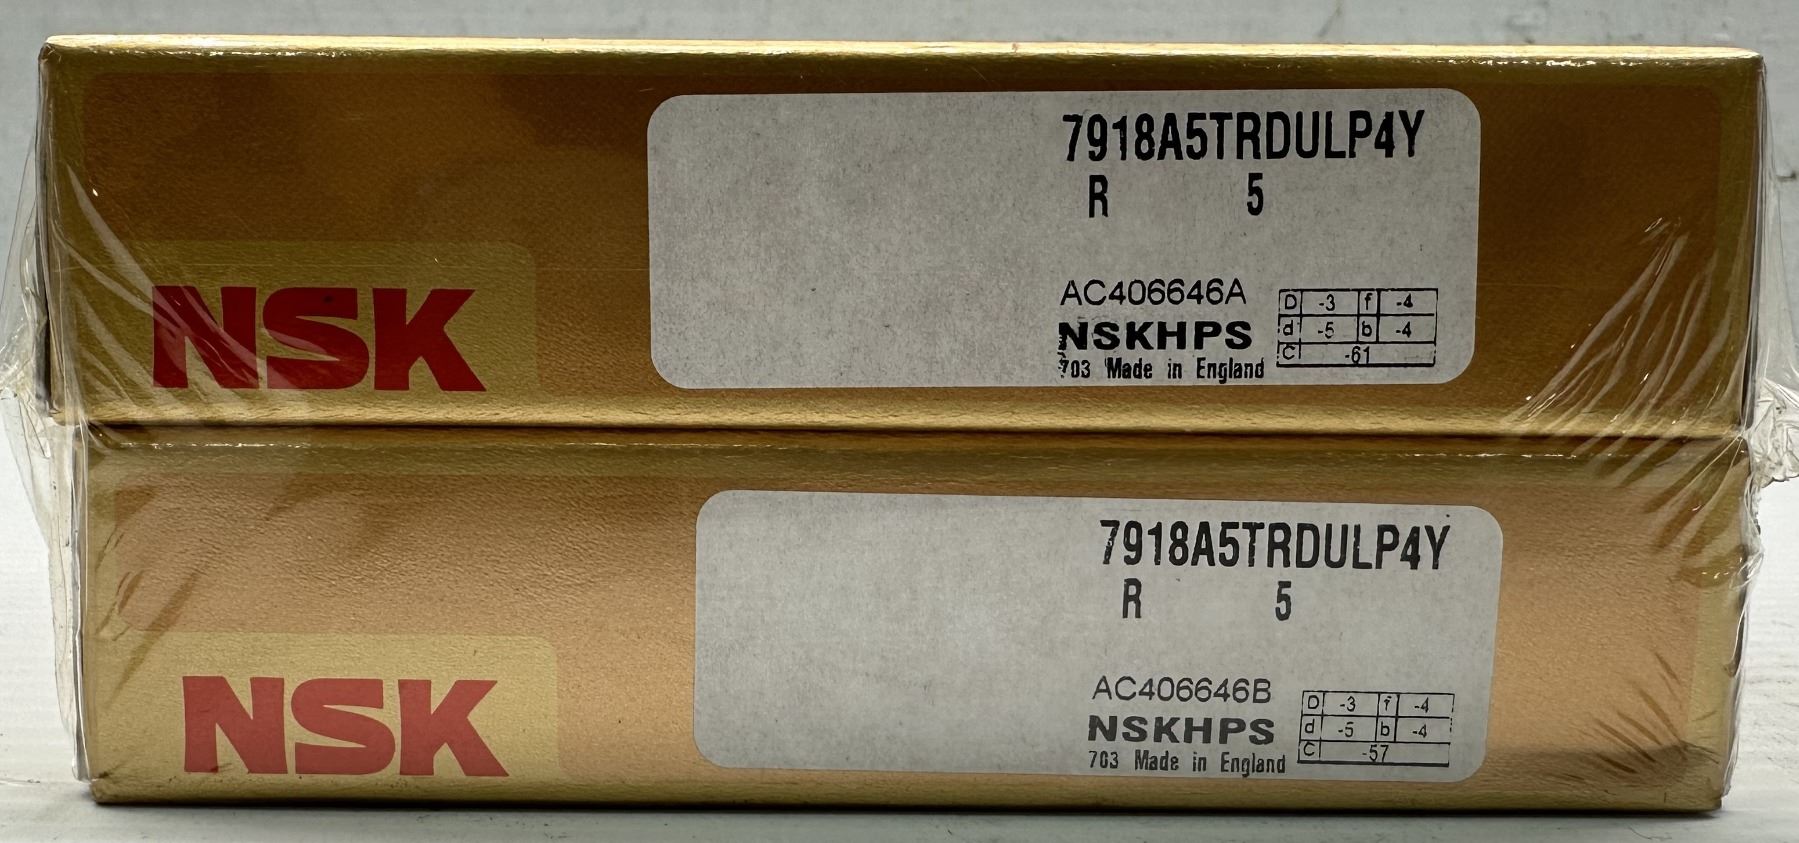 NSK
7918A5TRDULP4Y
R 5
AC406646A
NSKHPS
703 Made in England
D -3 f -4
d -5 b -4
C -61
NSK
7918A5TRDULP4Y
R 5
AC406646B
NSKHPS
703 Made in England
D -3 f -4
d -5 b -4
C -57